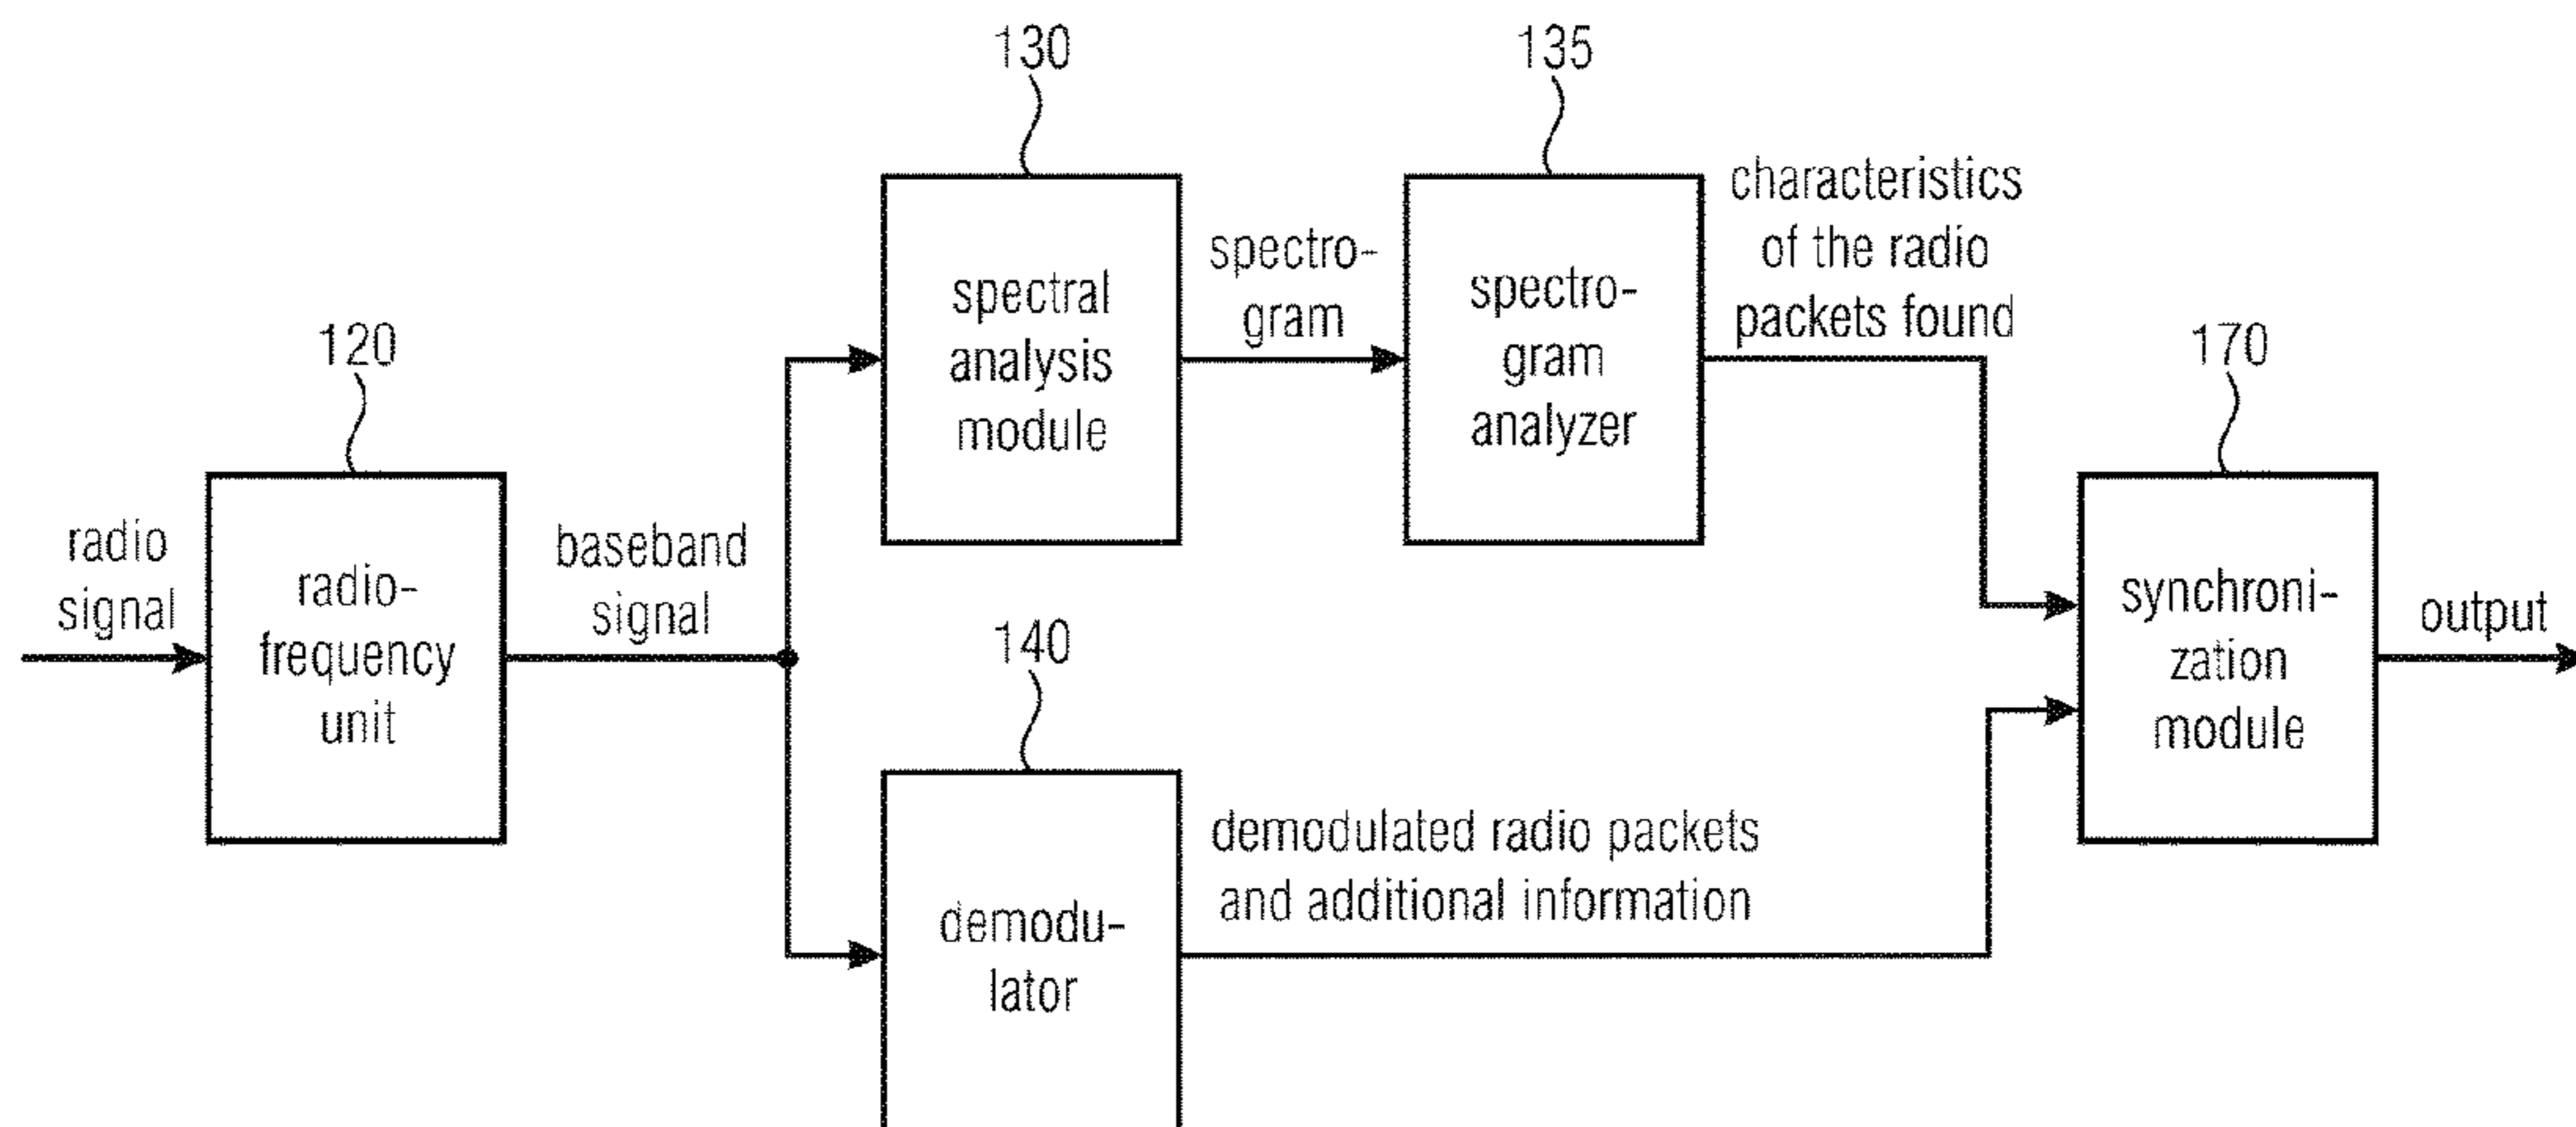 130
135
characteristics
of the radio
packets found
spectro-
gram
spectral
analysis
module
spectro-
gram
analyzer
120
170
radio
signal
radio-
frequency
unit
baseband
signal
140
synchroni-
zation
module
output
demodulated radio packets
and additional information
demodu-
lator